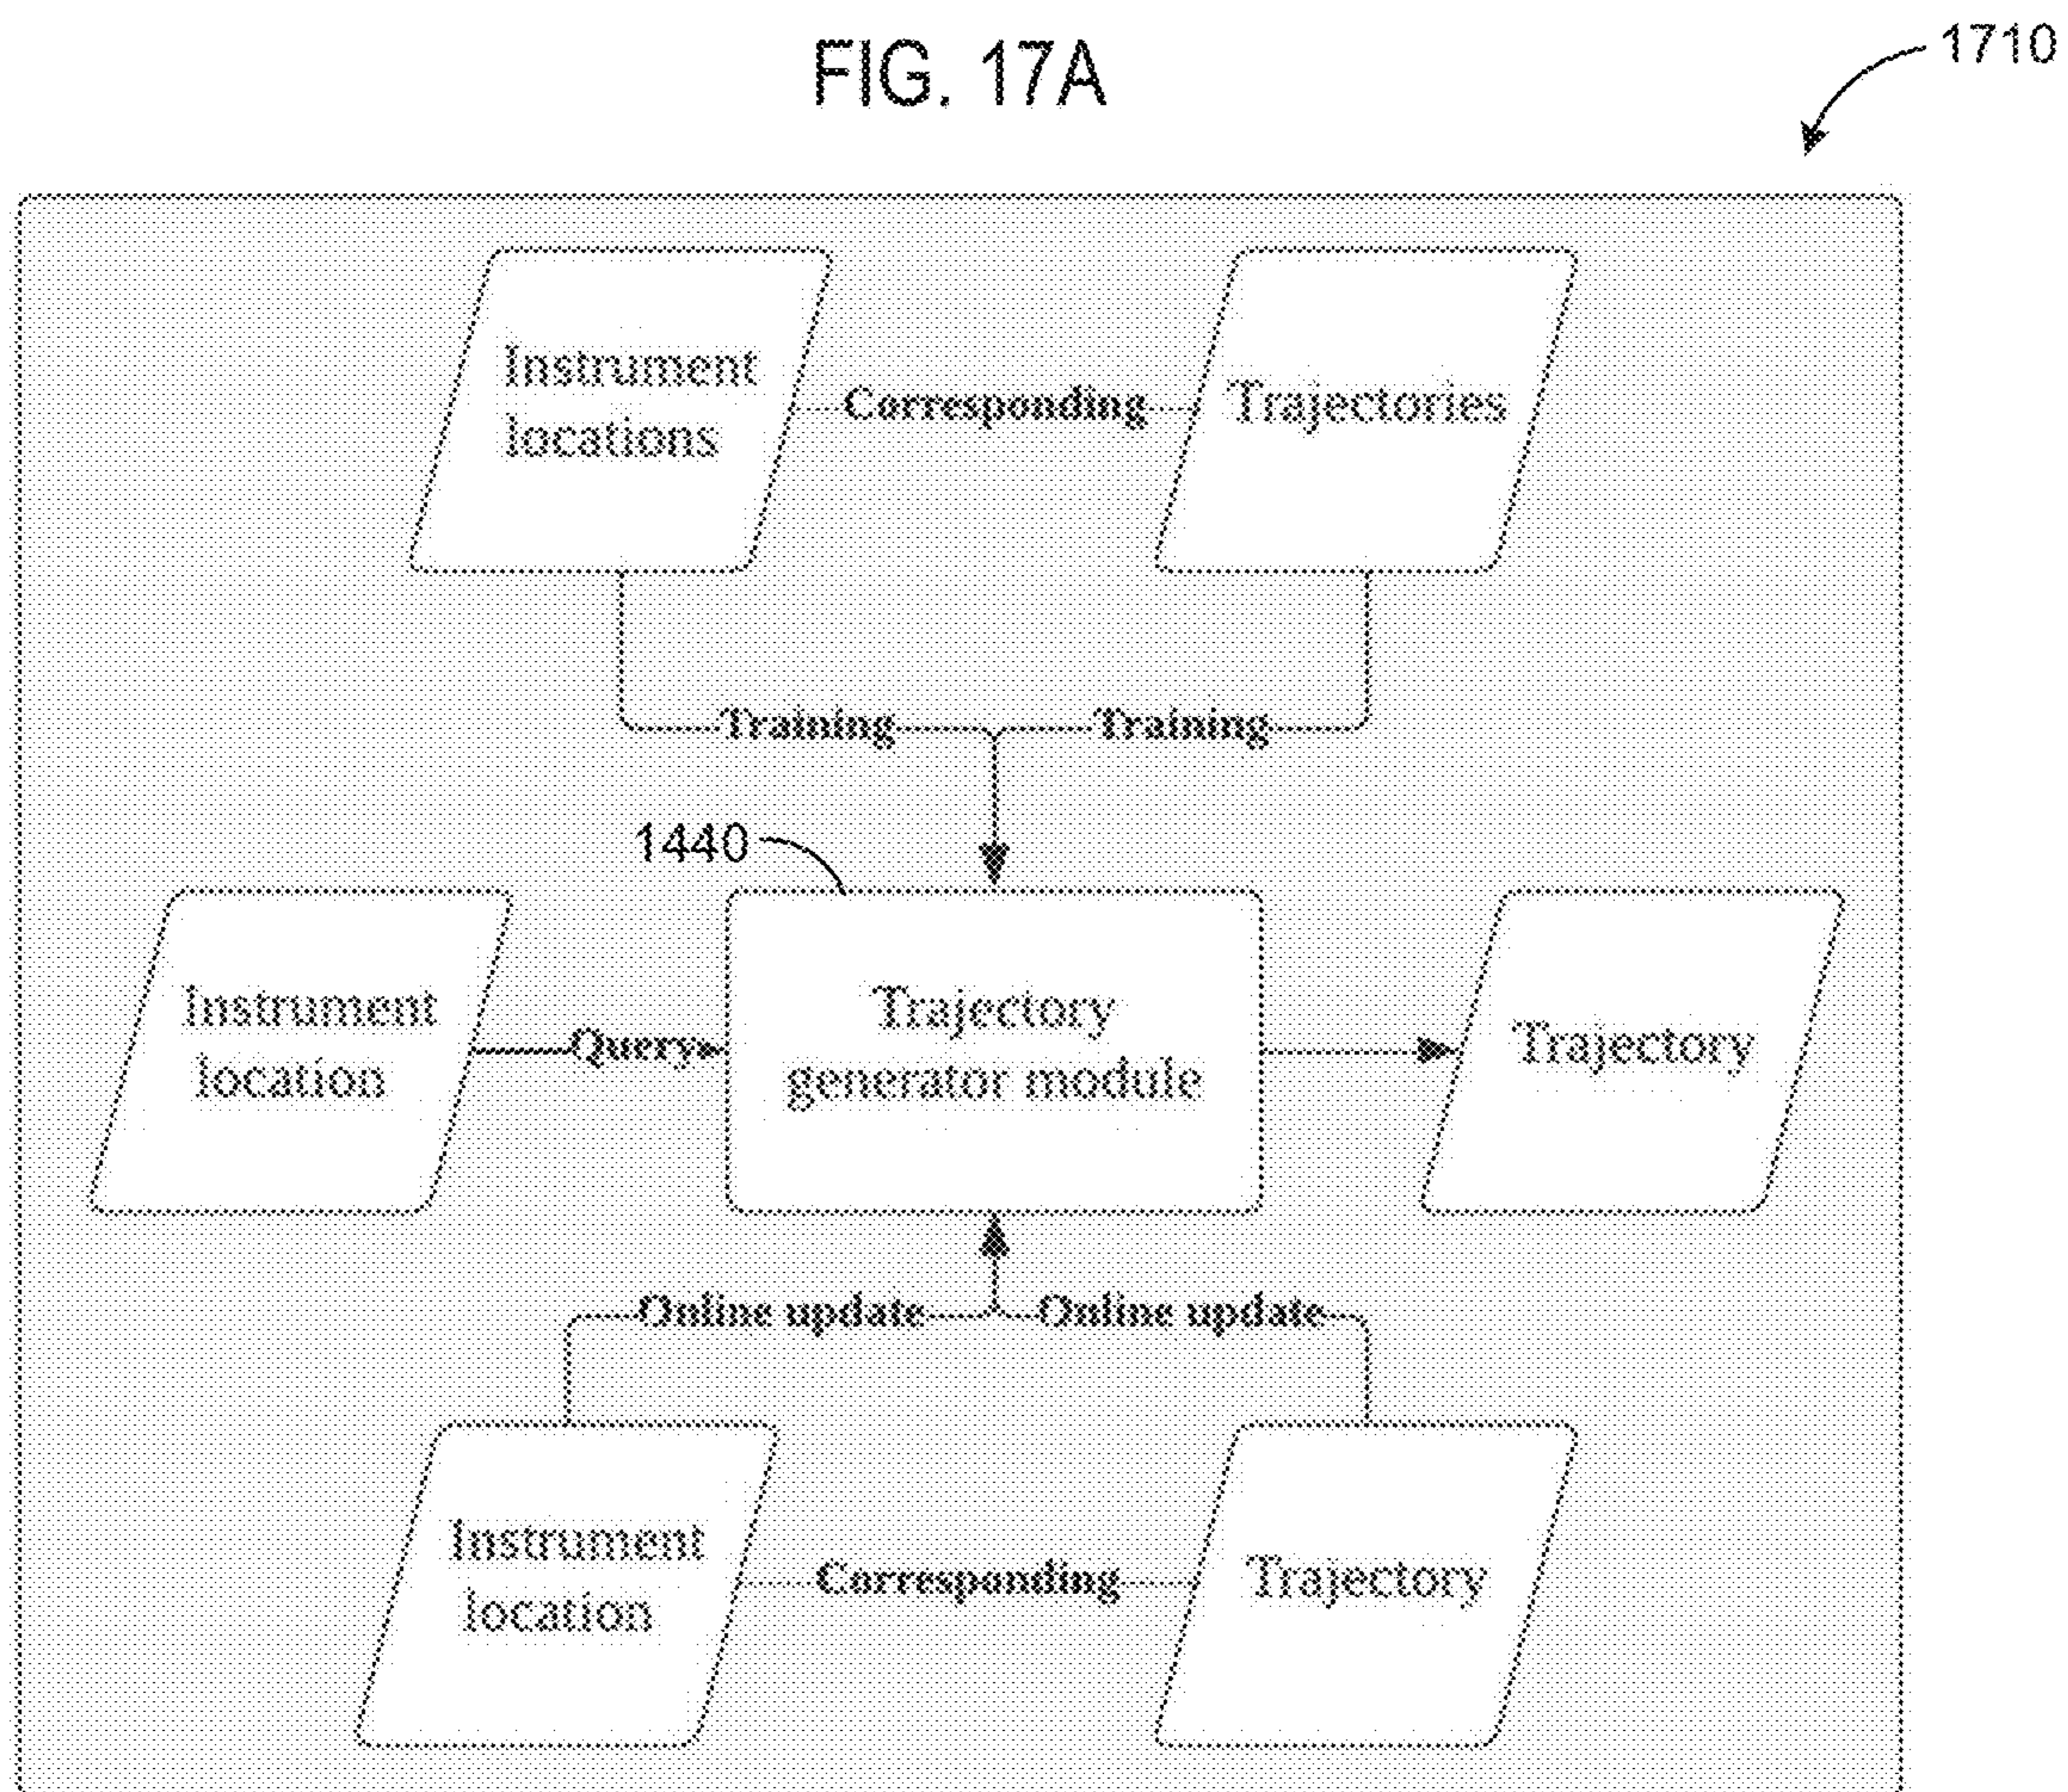 FIG. 17A
1710
Instrument
locations
Corresponding
Trajectories
Training
Training
1440
Instrument
location
Query
Trajectory
generator module
Trajectory
Online update
Online update
Instrument
location
Corresponding
Trajectory